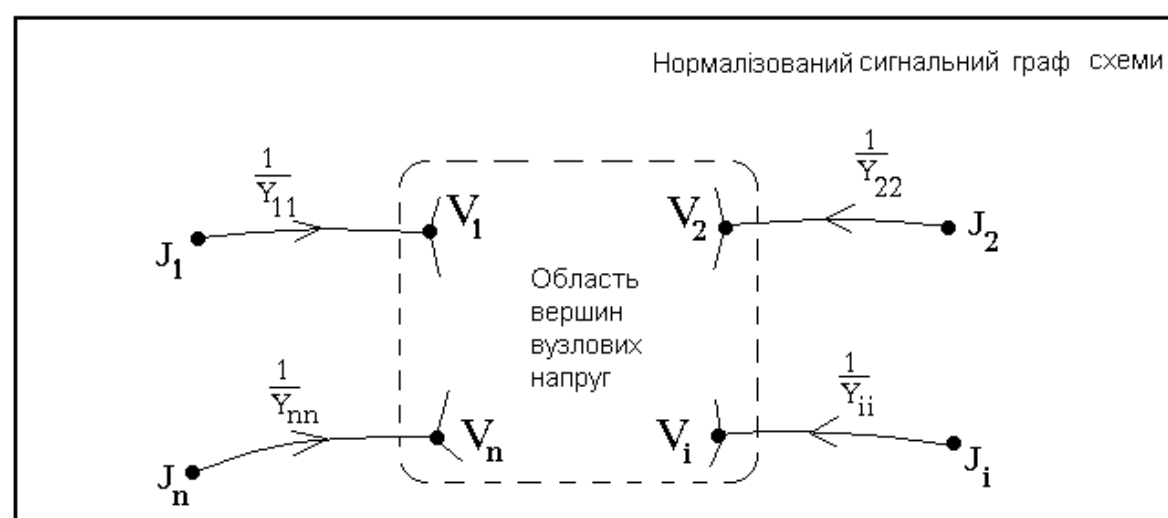 Нормалізований сигнальний граф схеми
1/Y11
1/Y22
J1
V1
V2
J2
Область
вершин
вузлових
напруг
1/Ynn
1/Yii
Jn
Vn
Vi
Ji